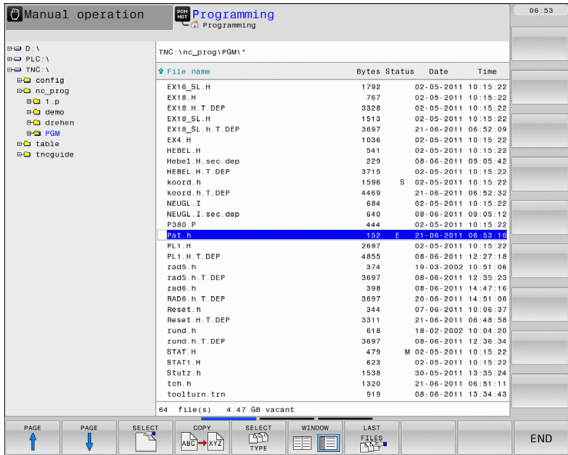 Manual operation
Programming
Programming
06:53
D:\
PLC:\
TNC:\
config
nc_prog
1.p
demo
drehen
PGM
table
tncguide
TNC:\nc_prog\PGM\*
File name Bytes Status Date Time
EX16_SL.H 1792 02-05-2011 10:15:22
EX18.H 767 02-05-2011 10:15:22
EX18.H.T.DEP 3328 02-05-2011 10:15:22
EX18_SL.H 1513 02-05-2011 10:15:22
EX18_SL.h.T.DEP 3697 21-06-2011 06:52:09
EX4.H 1036 02-05-2011 10:15:22
HEBEL.H 541 02-05-2011 10:15:22
Hebel.H.sec.dep 229 08-06-2011 09:05:42
HEBEL.H.T.DEP 3715 02-05-2011 10:15:22
koord.h 1596 S 02-05-2011 10:15:22
koord.h.T.DEP 4469 21-06-2011 06:52:32
NEUGL.I 684 02-05-2011 10:15:22
NEUGL.I.sec.dep 640 08-06-2011 09:05:12
P380.P 444 02-05-2011 10:15:22
Pat.h 152 E 21-06-2011 06:53:16
PL1.H 2697 02-05-2011 10:15:22
PL1.H.T.DEP 4855 08-06-2011 12:27:18
rad5.h 374 19-03-2002 10:51:06
rad5.h.T.DEP 3697 08-06-2011 12:35:23
rad6.h 398 08-06-2011 14:47:16
RAD6.h.T.DEP 3697 20-06-2011 14:51:06
Reset.h 344 07-06-2011 10:06:37
Reset.H.T.DEP 3311 21-06-2011 06:48:58
rund.h 618 18-02-2002 10:04:20
rund.h.T.DEP 3697 08-06-2011 12:36:34
STAT.H 479 M 02-05-2011 10:15:22
STAT1.H 623 02-05-2011 10:15:22
Stutz.h 1538 30-05-2011 13:35:24
tch.h 1320 21-06-2011 06:51:11
toolturn.trn 919 08-06-2011 13:34:43
64 file(s) 4.47 GB vacant
PAGE
PAGE
SELECT
COPY
ABC XYZ
SELECT
TYPE
WINDOW
LAST
FILES
END